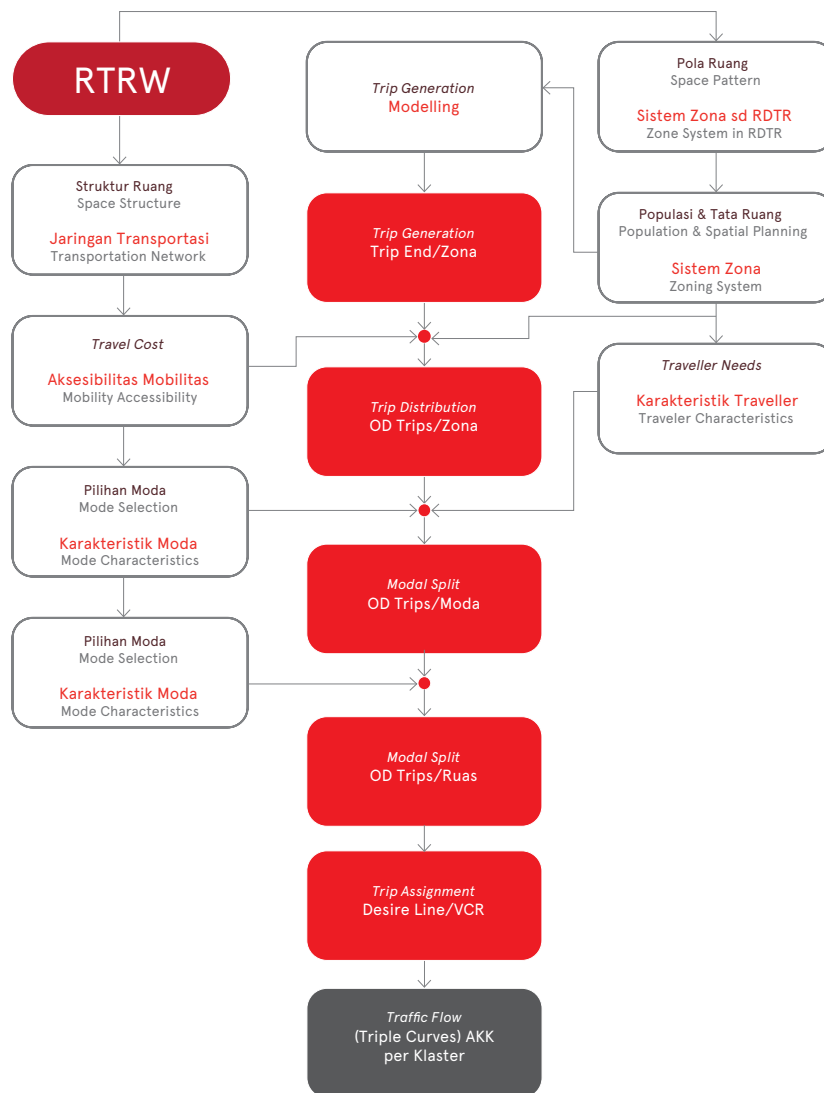 RTRW
Struktur Ruang
Space Structure
Jaringan Transportasi
Transportation Network
Travel Cost
Aksesibilitas Mobilitas
Mobility Accessibility
Pilihan Moda
Mode Selection
Karakteristik Moda
Mode Characteristics
Pilihan Moda
Mode Selection
Karakteristik Moda
Mode Characteristics
Trip Generation
Modelling
Trip Generation
Trip End/Zona
Trip Distribution
OD Trips/Zona
Modal Split
OD Trips/Moda
Modal Split
OD Trips/Ruas
Trip Assignment
Desire Line/VCR
Traffic Flow
(Triple Curves) AKK
per Klaster
Pola Ruang
Space Pattern
Sistem Zona sd RDTR
Zone System in RDTR
Populasi & Tata Ruang
Population & Spatial Planning
Sistem Zona
Zoning System
Traveller Needs
Karakteristik Traveller
Traveler Characteristics